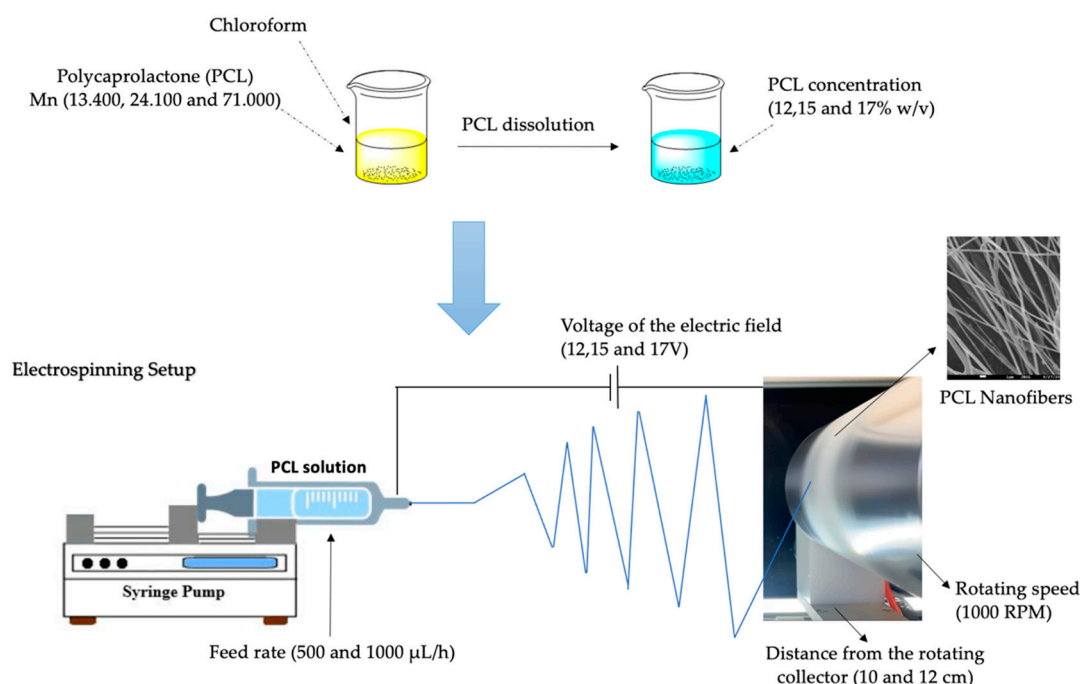 Chloroform
Polycaprolactone (PCL)
Mn (13.400, 24.100 and 71.000)
PCL dissolution
PCL concentration
(12,15 and 17% w/v)
Voltage of the electric field
(12,15 and 17V)
Electrospinning Setup
PCL Nanofibers
PCL solution
Syringe Pump
Rotating speed
(1000 RPM)
Feed rate (500 and 1000 µL/h)
Distance from the rotating
collector (10 and 12 cm)